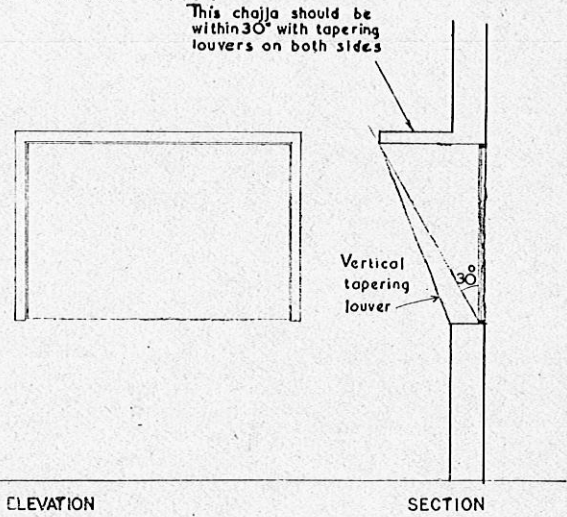 This chajja should be
within 30° with tapering
louvers on both sides
Vertical
tapering
louver
30°
ELEVATION
SECTION